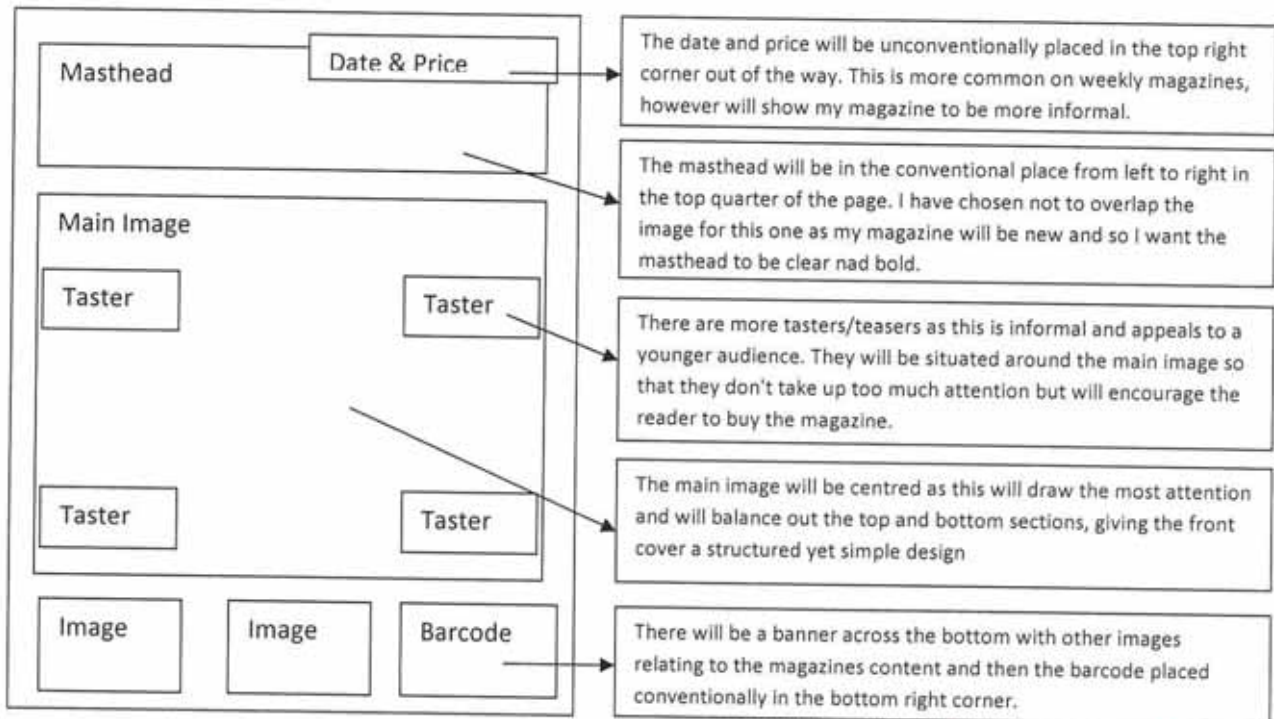 Date & Price
Masthead
Main Image
Taster
Taster
Taster
Taster
Image
Image
Barcode
The date and price will be unconventionally placed in the top right
corner out of the way. This is more common on weekly magazines,
however will show my magazine to be more informal.
The masthead will be in the conventional place from left to right in
the top quarter of the page. I have chosen not to overlap the
image for this one as my magazine will be new and so I want the
masthead to be clear nad bold.
There are more tasters/teasers as this is informal and appeals to a
younger audience. They will be situated around the main image so
that they don't take up too much attention but will encourage the
reader to buy the magazine.
The main image will be centred as this will draw the most attention
and will balance out the top and bottom sections, giving the front
cover a structured yet simple design
There will be a banner across the bottom with other images
relating to the magazines content and then the barcode placed
conventionally in the bottom right corner.